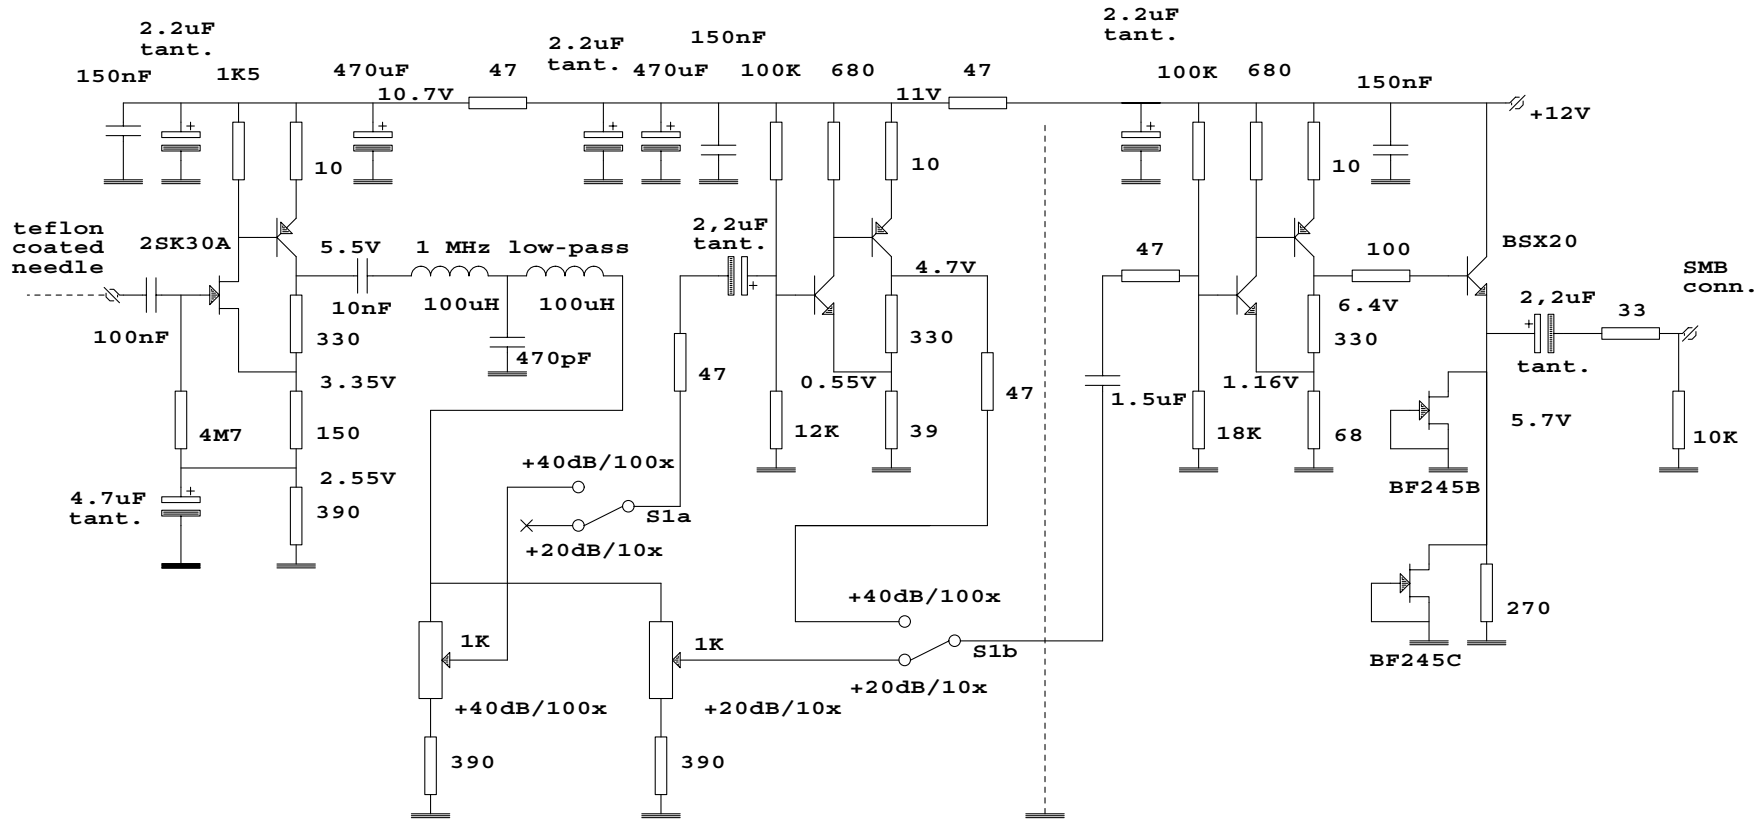 2.2uF
tant.
150nF
1K5
470uF
10.7V
47
2.2uF
tant.
470uF
150nF
100K
680
11V
47
2.2uF
tant.
100K
680
150nF
+12V
10
10
10
teflon
coated
needle
2SK30A
5.5V
1 MHz low-pass
2,2uF
tant.
4.7V
47
100
BSX20
SMB
conn.
100nF
10nF
100uH
100uH
6.4V
2,2uF
tant.
33
330
470pF
330
330
3.35V
47
0.55V
47
1.5uF
1.16V
4M7
150
12K
39
18K
68
BF245B
5.7V
10K
+40dB/100x
2.55V
4.7uF
tant.
390
S1a
+20dB/10x
+40dB/100x
270
1K
1K
S1b
BF245C
+20dB/10x
+40dB/100x
+20dB/10x
390
390